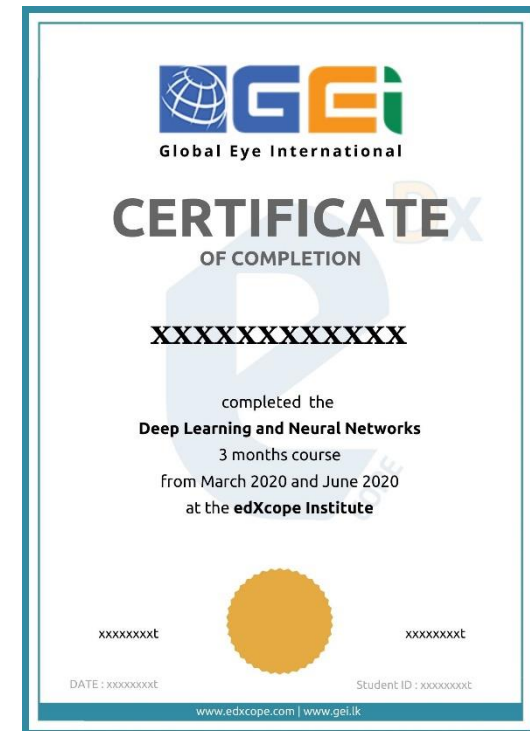 GEi
Global Eye International
CERTIFICATE
OF COMPLETION
XXXXXXXXXXXX
completed the
Deep Learning and Neural Networks
3 months course
from March 2020 and June 2020
at the edXcope Institute
xxxxxxxxt
xxxxxxxxt
DATE : xxxxxxxxt
Student ID : xxxxxxxxt
www.edxcope.com | www.gei.lk